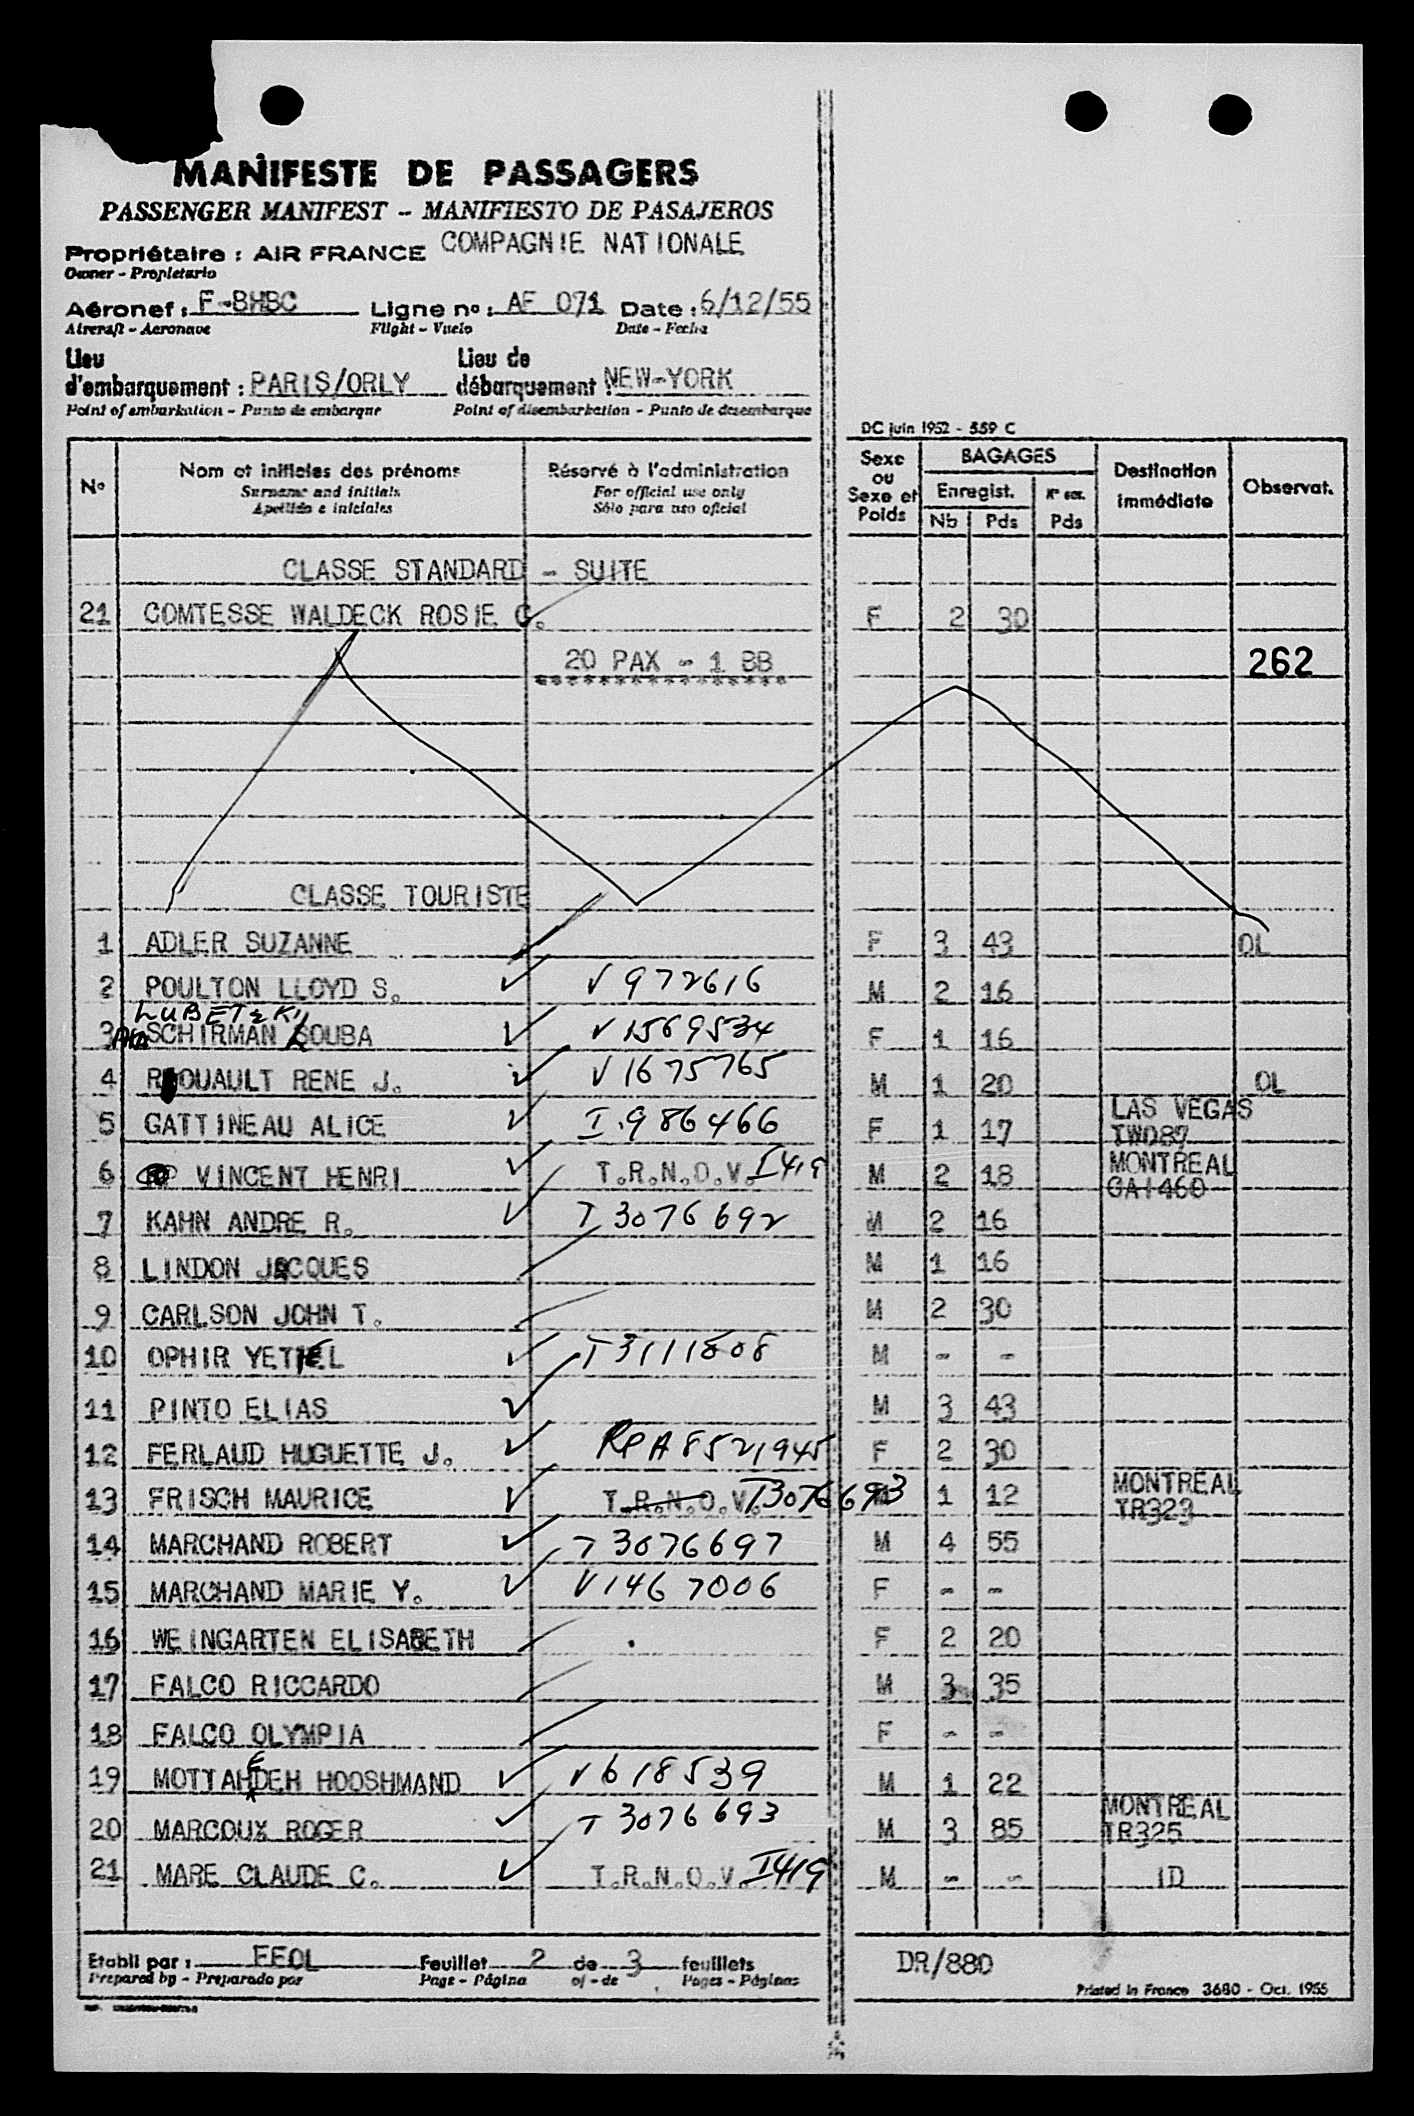 MANIFESTE DE PASSAGERS
PASSENGER MANIFEST - MANIFIESTO DE PASAJEROS
Propriétaire : AIR FRANCE COMPAGNIE NATIONALE
Owner - Propietario
Aéronef : F-BHBC Ligne no : AF 071 Date : 6/12/55
Aircraft - Aeronave Flight - Vuelo Date - Fecha
Lieu d'embarquement : PARIS/ORLY Lieu de débarquement : NEW-YORK
Point of embarkation - Punto de embarque Point of disembarkation - Punto de desembarque
DC juin 1952 - 559 C
No Nom et initiales des prénoms Réservé à l'administration Sexe ou Sexe et Poids BAGAGES Destination immédiate Observat.
Surname and initials For official use only Enregist.
Apellido e iniciales Sólo para uso oficial Nb Pds Pds
CLASSE STANDARD - SUITE
21 COMTESSE WALDECK ROSIE G. F 2 30
20 PAX - 1 BB 262
****************
CLASSE TOURISTE
1 ADLER SUZANNE F 3 43 OL
2 POULTON LLOYD S. V 972616 M 2 16
LUBETZKI
3 AKA SCHIRMAN LOUBA V 1569534 F 1 16
4 ROUAULT RENE J. V 1675765 M 1 20 OL
5 GATTINEAU ALICE I.986466 F 1 17 LAS VEGAS TW087
6 VINCENT HENRI T.R.N.O.V. I419 M 2 18 MONTREAL CA1460
7 KAHN ANDRE R. T 3076692 M 2 16
8 LINDON JACQUES M 1 16
9 CARLSON JOHN T. M 2 30
10 OPHIR YEHIEL T3111808 M - -
11 PINTO ELIAS M 3 43
12 FERLAUD HUGUETTE J. RPA8521945 F 2 30
13 FRISCH MAURICE T.R.N.O.V. T3076693 M 1 12 MONTREAL TR323
14 MARCHAND ROBERT T 3076697 M 4 55
15 MARCHAND MARIE Y. V1467006 F - -
16 WEINGARTEN ELISABETH F 2 20
17 FALCO RICCARDO M 3 35
18 FALCO OLYMPIA F - -
19 MOTTAHEDEH HOOSHMAND V618539 M 1 22
20 MARCOUX ROGER T 3076693 M 3 85 MONTREAL TR325
21 MARE CLAUDE C. T.R.N.O.V. I419 M - - ID
Etabli par : FEOL Feuillet 2 de 3 feuillets DR/880
Prepared by - Preparado por Page - Página of - de Pages - Páginas
Printed in France 3680 - Oct. 1955